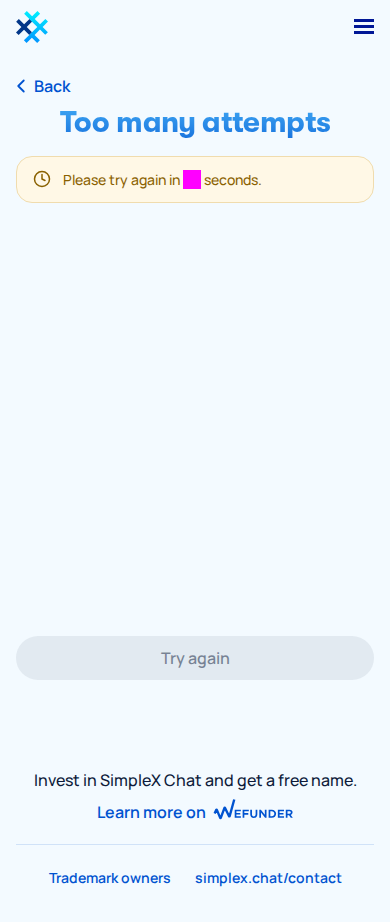 Back
Too many attempts
Please try again in seconds.
Try again
Invest in SimpleX Chat and get a free name.
Learn more on WEFUNDER
Trademark owners simplex.chat/contact